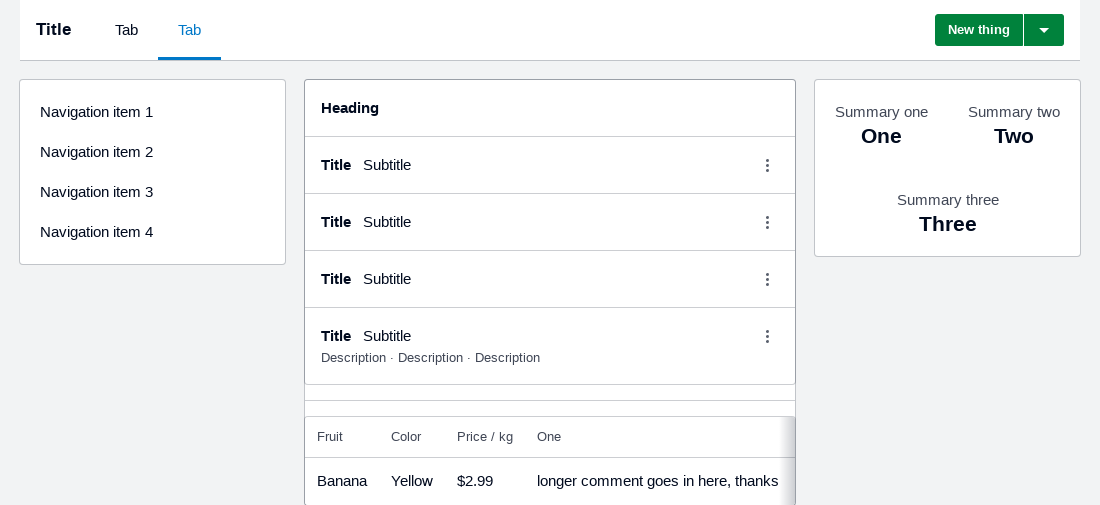 Title Tab Tab New thing
Navigation item 1
Navigation item 2
Navigation item 3
Navigation item 4
Heading
Title Subtitle
Title Subtitle
Title Subtitle
Title Subtitle
Description · Description · Description
Fruit Color Price / kg One
Banana Yellow $2.99 longer comment goes in here, thanks
Summary one Summary two
One Two
Summary three
Three